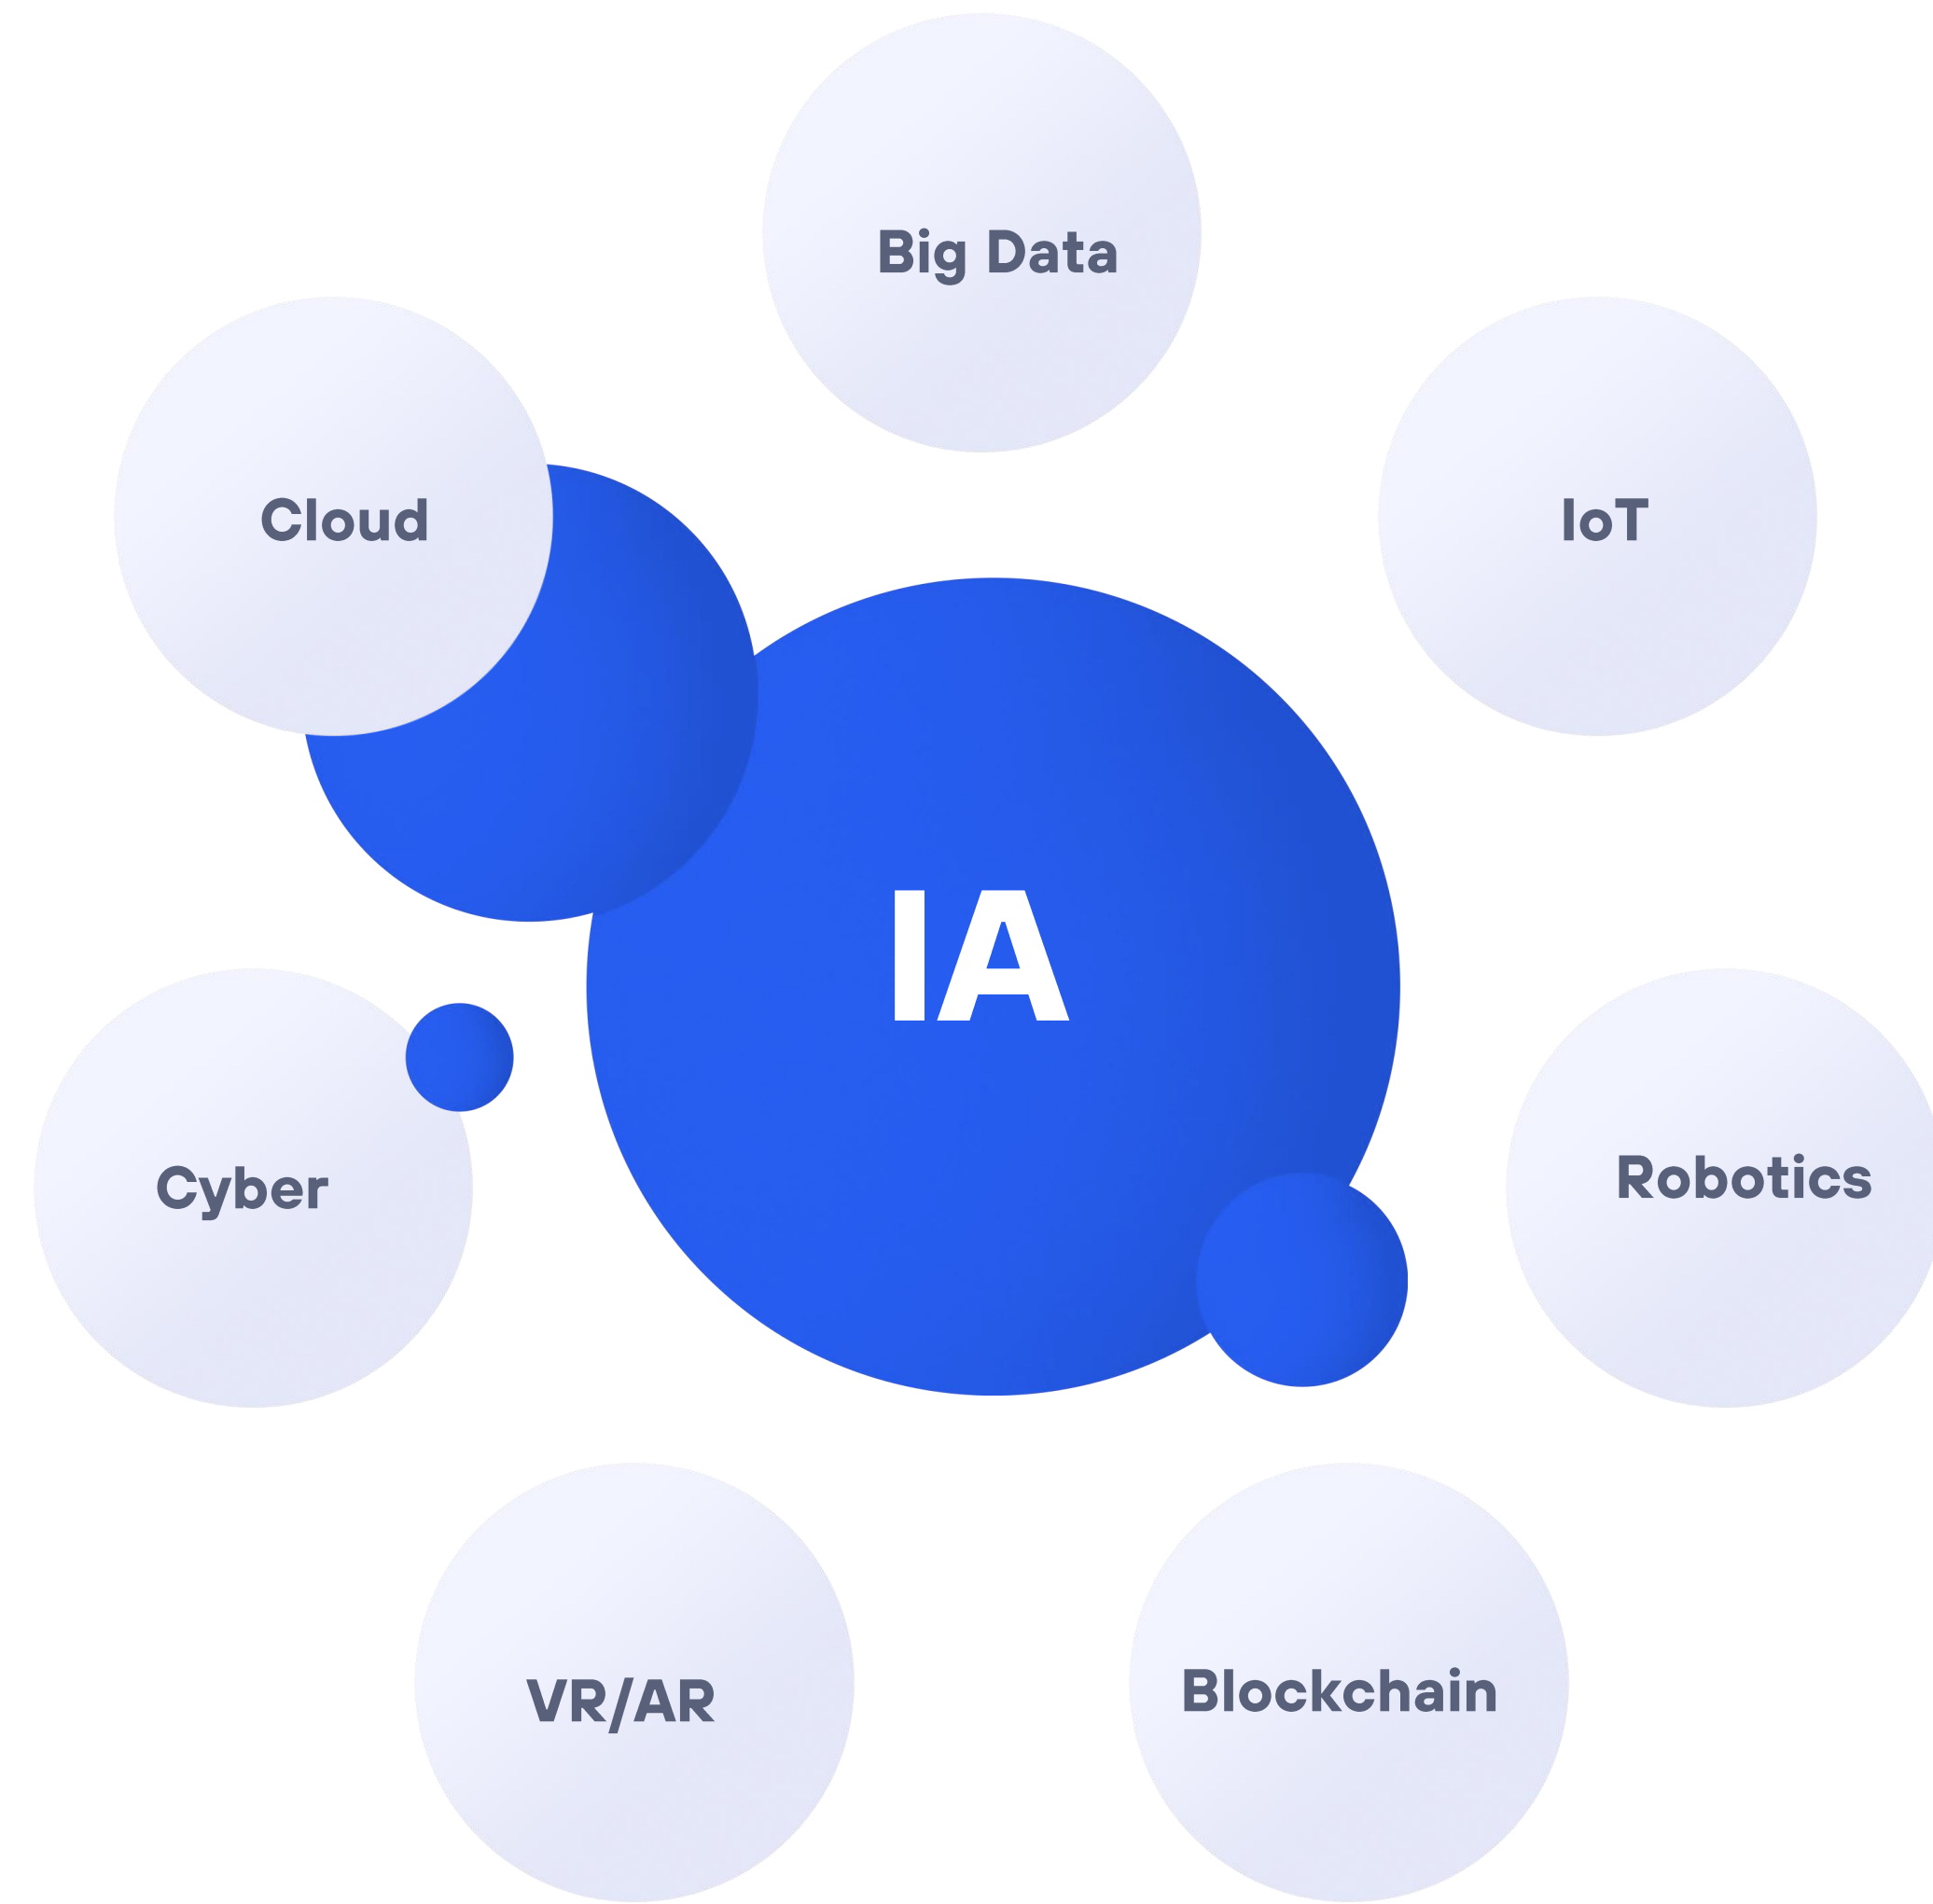 Big Data
Cloud
IoT
IA
Cyber
Robotics
VR/AR
Blockchain